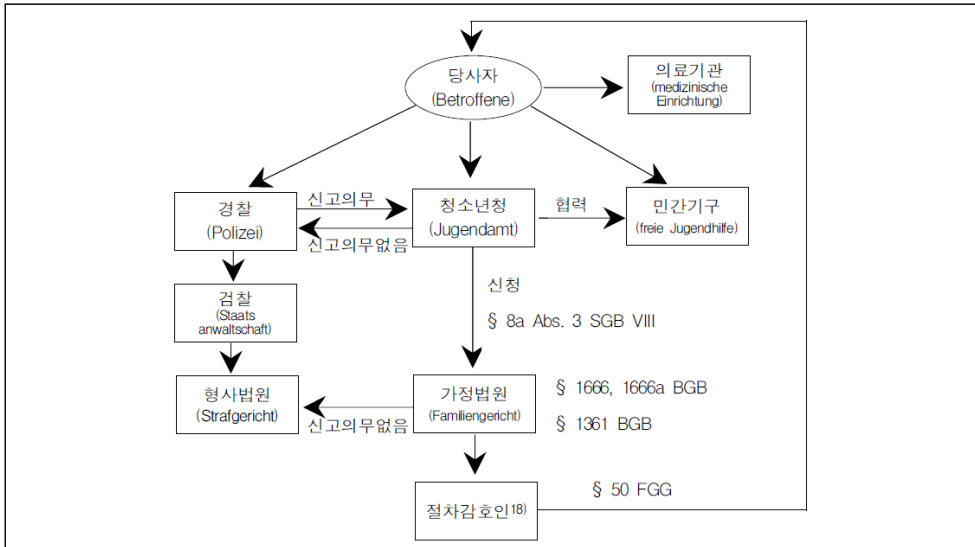 당사자
(Betroffene)
의료기관
(medizinische
Einrichtung)
경찰
(Polizei)
신고의무
신고의무없음
청소년청
(Jugendamt)
협력
민간기구
(freie Jugendhilfe)
검찰
(Staats
anwaltschaft)
신청
§ 8a Abs. 3 SGB VIII
형사법원
(Strafgericht)
신고의무없음
가정법원
(Familiengericht)
§ 1666, 1666a BGB
§ 1361 BGB
절차감호인18)
§ 50 FGG